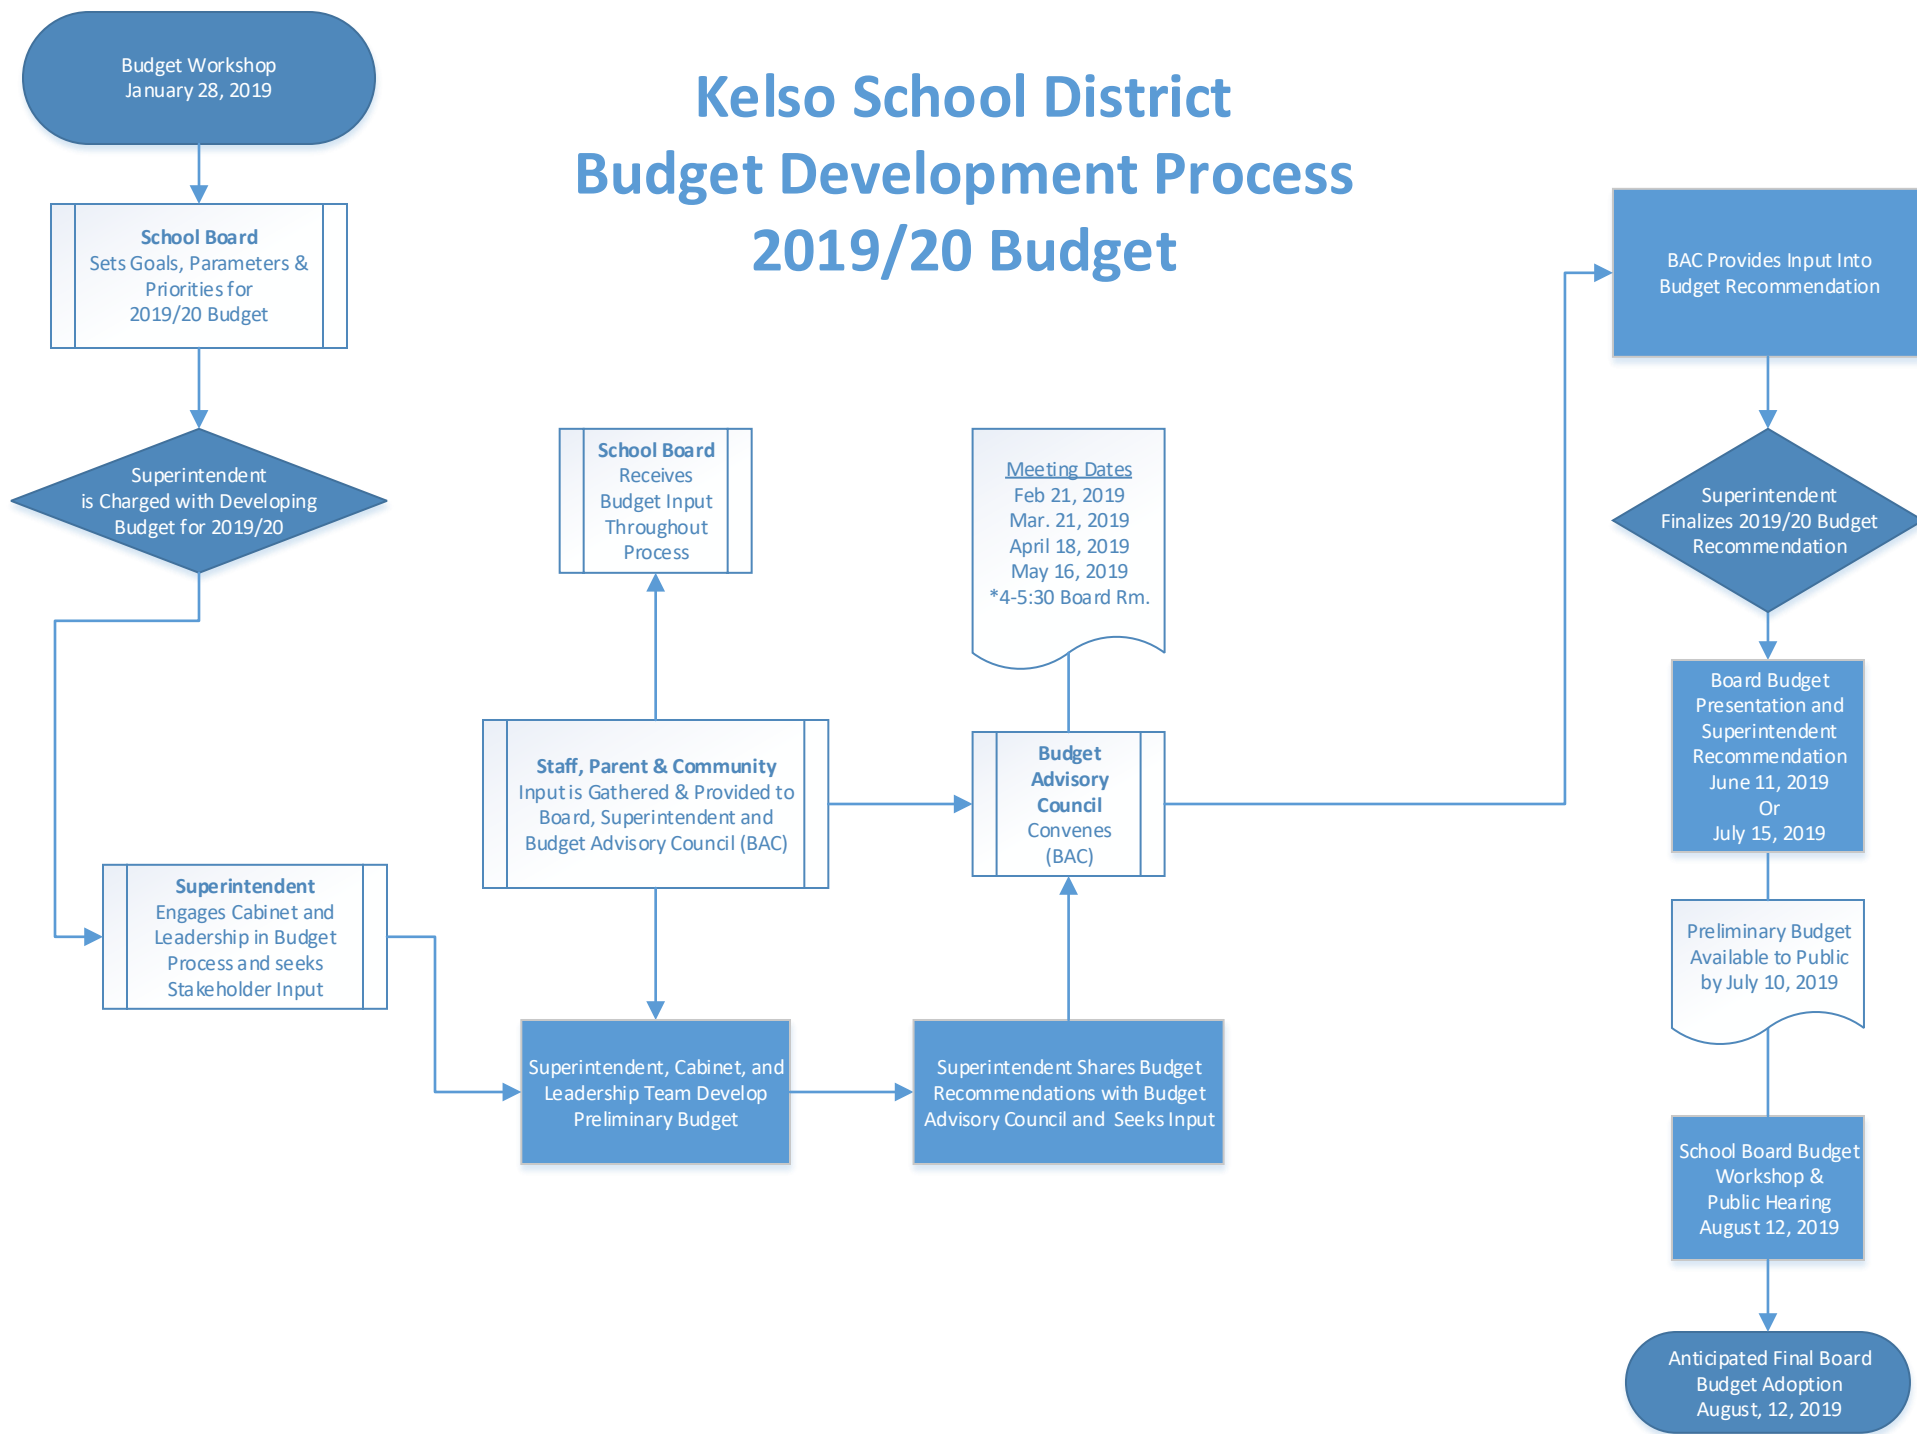 Kelso School District
Budget Development Process
2019/20 Budget
Budget Workshop
January 28, 2019
School Board
Sets Goals, Parameters &
Priorities for
2019/20 Budget
Superintendent
is Charged with Developing
Budget for 2019/20
Superintendent
Engages Cabinet and
Leadership in Budget
Process and seeks
Stakeholder Input
School Board
Receives
Budget Input
Throughout
Process
Staff, Parent & Community
Input is Gathered & Provided to
Board, Superintendent and
Budget Advisory Council (BAC)
Superintendent, Cabinet, and
Leadership Team Develop
Preliminary Budget
Meeting Dates
Feb 21, 2019
Mar. 21, 2019
April 18, 2019
May 16, 2019
*4-5:30 Board Rm.
Budget
Advisory
Council
Convenes
(BAC)
Superintendent Shares Budget
Recommendations with Budget
Advisory Council and Seeks Input
BAC Provides Input Into
Budget Recommendation
Superintendent
Finalizes 2019/20 Budget
Recommendation
Board Budget
Presentation and
Superintendent
Recommendation
June 11, 2019
Or
July 15, 2019
Preliminary Budget
Available to Public
by July 10, 2019
School Board Budget
Workshop &
Public Hearing
August 12, 2019
Anticipated Final Board
Budget Adoption
August, 12, 2019